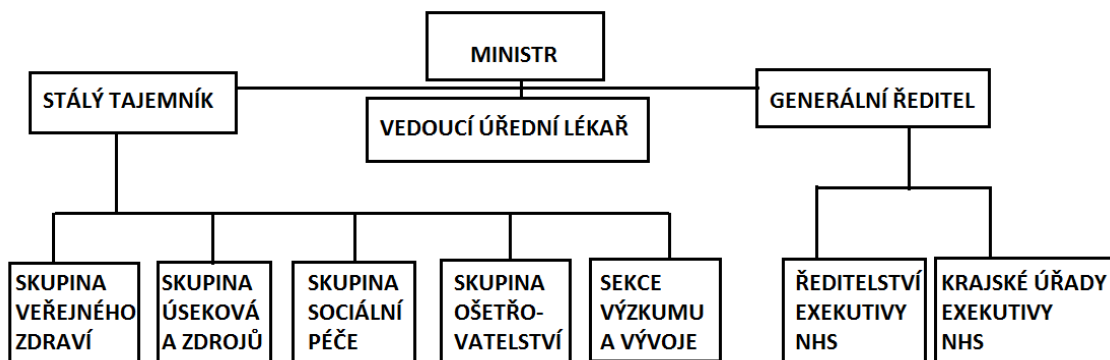 MINISTR
STÁLÝ TAJEMNÍK
GENERÁLNÍ ŘEDITEL
VEDOUCÍ ÚŘEDNÍ LÉKAŘ
SKUPINA
VEŘEJNÉHO
ZDRAVÍ
SKUPINA
ÚSEKOVÁ
A ZDROJŮ
SKUPINA
SOCIÁLNÍ
PÉČE
SKUPINA
OŠETŘO-
VATELSTVÍ
SEKCE
VÝZKUMU
A VÝVOJE
ŘEDITELSTVÍ
EXEKUTIVY
NHS
KRAJSKÉ ÚŘADY
EXEKUTIVY
NHS